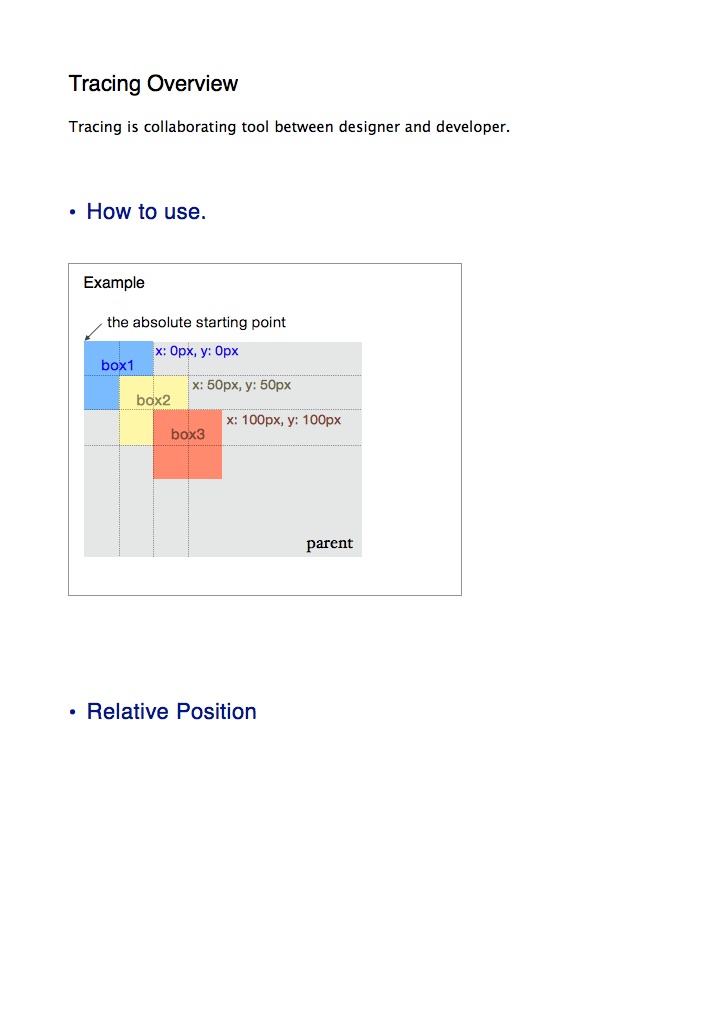 Tracing Overview
Tracing is collaborating tool between designer and developer.
• How to use.
Example
the absolute starting point
x: 0px, y: 0px
box1
x: 50px, y: 50px
box2
x: 100px, y: 100px
box3
parent
• Relative Position